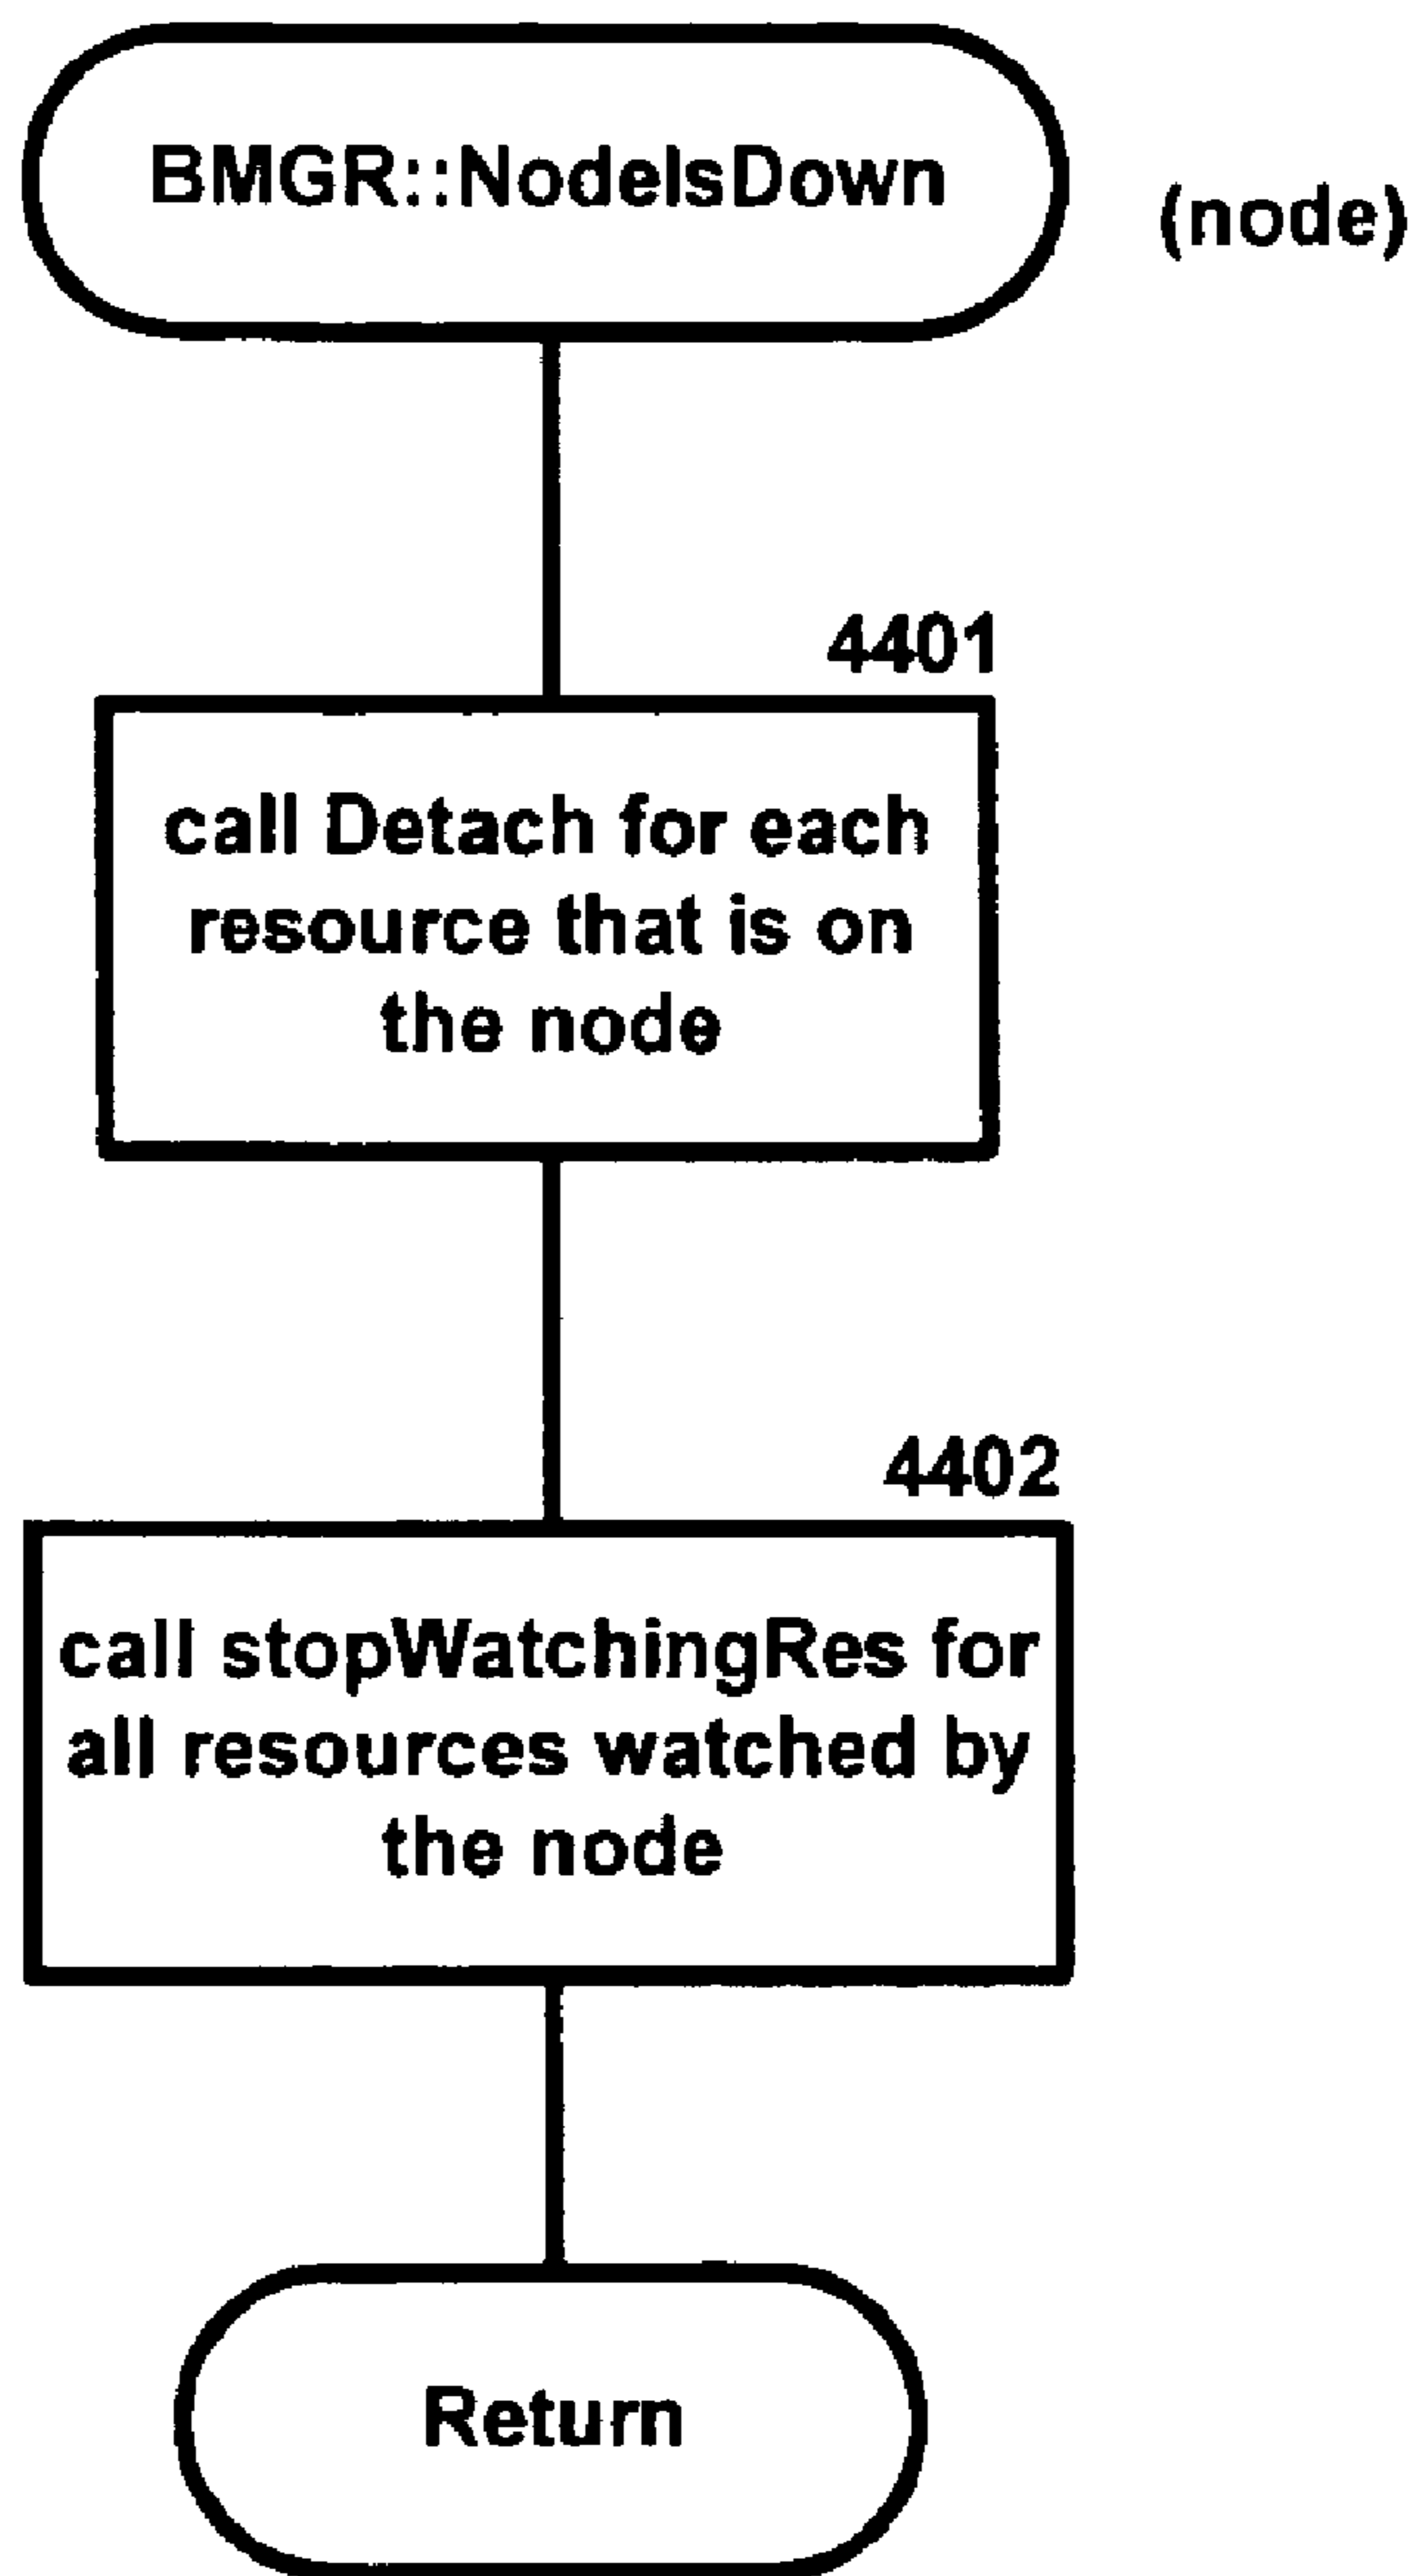 BMGR::NodeIsDown
(node)
4401
call Detach for each
resource that is on
the node
4402
call stopWatchingRes for
all resources watched by
the node
Return